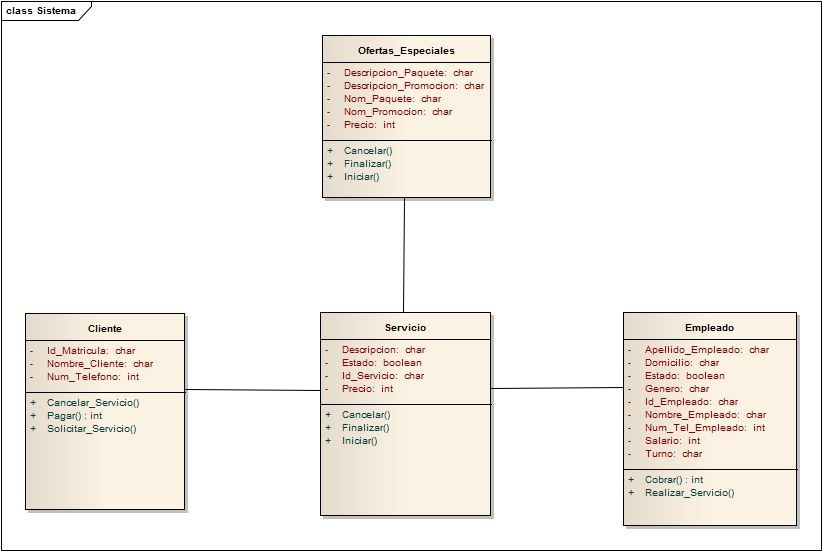 class Sistema
Ofertas_Especiales
- Descripcion_Paquete: char
- Descripcion_Promocion: char
- Nom_Paquete: char
- Nom_Promocion: char
- Precio: int
+ Cancelar()
+ Finalizar()
+ Iniciar()
Cliente
- Id_Matricula: char
- Nombre_Cliente: char
- Num_Telefono: int
+ Cancelar_Servicio()
+ Pagar() : int
+ Solicitar_Servicio()
Servicio
- Descripcion: char
- Estado: boolean
- Id_Servicio: char
- Precio: int
+ Cancelar()
+ Finalizar()
+ Iniciar()
Empleado
- Apellido_Empleado: char
- Domicilio: char
- Estado: boolean
- Genero: char
- Id_Empleado: char
- Nombre_Empleado: char
- Num_Tel_Empleado: int
- Salario: int
- Turno: char
+ Cobrar() : int
+ Realizar_Servicio()